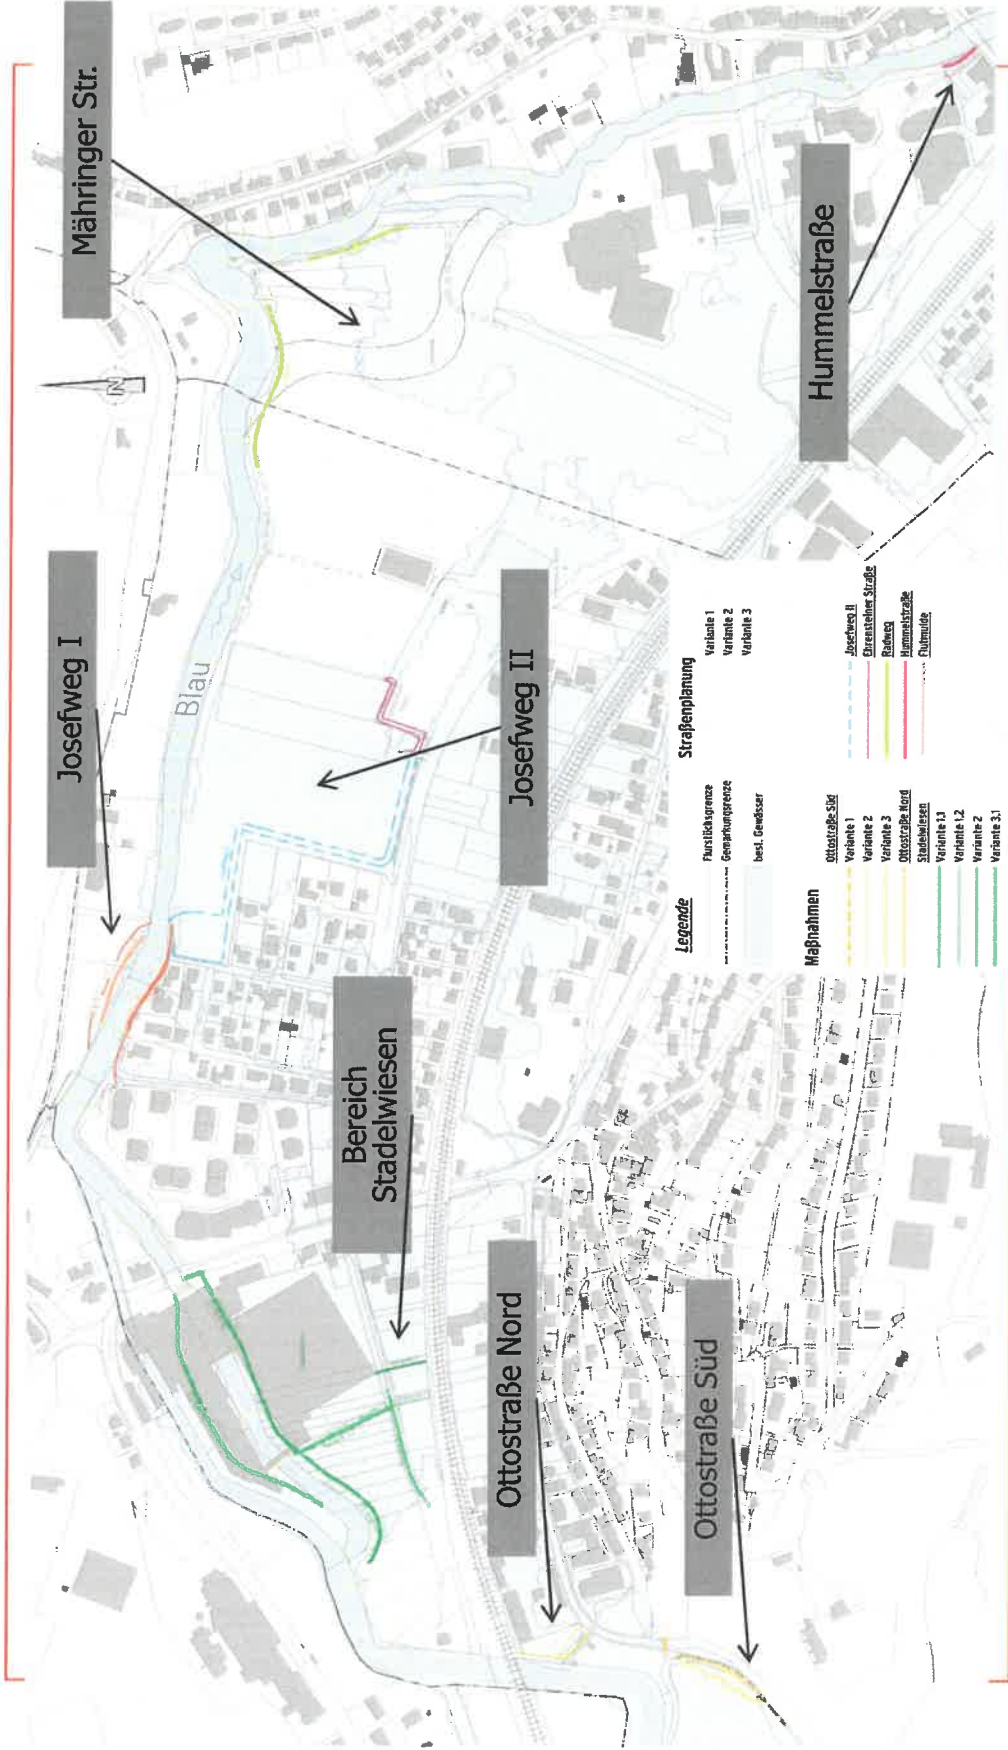 Mähringer Str.
Josefweg I
Blau
N
Josefweg II
Hummelstraße
Bereich
Stadelwiesen
Ottostraße Nord
Ottostraße Süd
Legende
Flurstücksgrenze
Gemarkungsgrenze
best. Gewässer
Straßenplanung
Variante 1
Variante 2
Variante 3
Maßnahmen
Ottostraße Süd
Variante 1
Variante 2
Variante 3
Ottostraße Nord
Stadelwiesen
Variante 1.1
Variante 1.2
Variante 2
Variante 3.1
Josefweg II
Ehrensteiner Straße
Radweg
Hummelstraße
Flutmulde